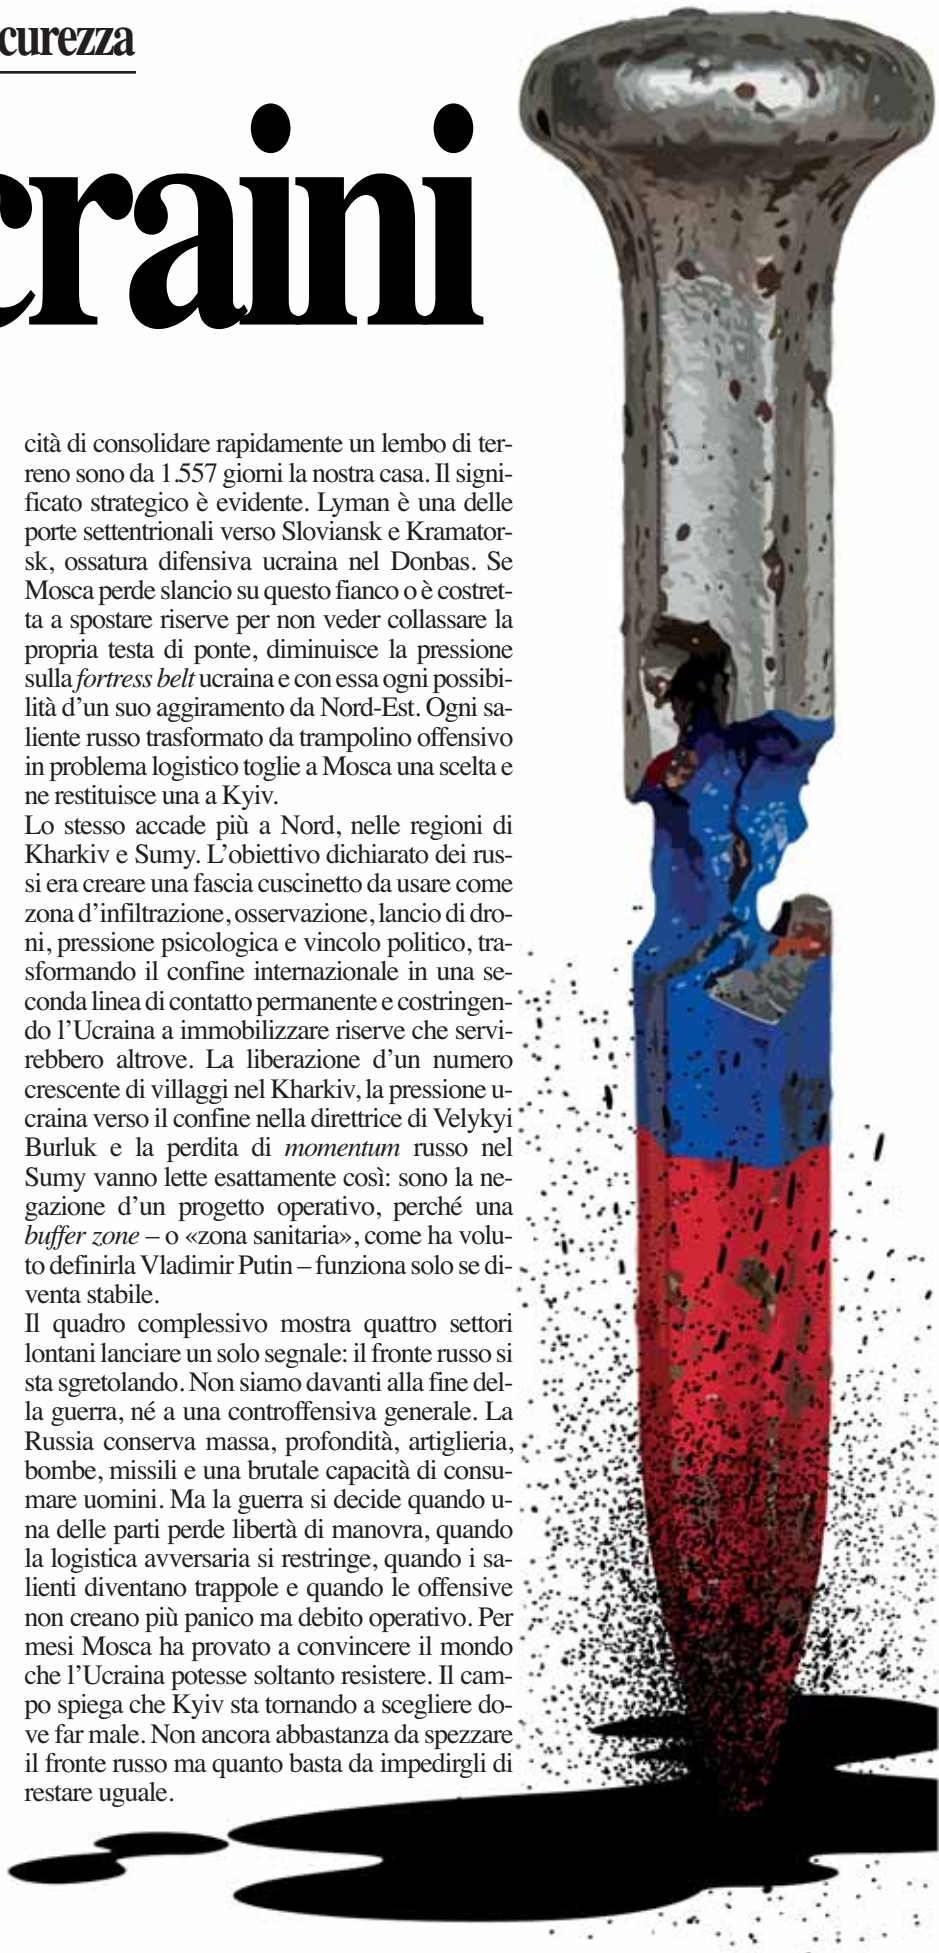 curezza
craini
cità di consolidare rapidamente un lembo di ter-
reno sono da 1.557 giorni la nostra casa. Il signi-
ficato strategico è evidente. Lyman è una delle
porte settentrionali verso Sloviansk e Kramator-
sk, ossatura difensiva ucraina nel Donbas. Se
Mosca perde slancio su questo fianco o è costret-
ta a spostare riserve per non veder collassare la
propria testa di ponte, diminuisce la pressione
sulla fortress belt ucraina e con essa ogni possibi-
lità d'un suo aggiramento da Nord-Est. Ogni sa-
liente russo trasformato da trampolino offensivo
in problema logistico toglie a Mosca una scelta e
ne restituisce una a Kyiv.
Lo stesso accade più a Nord, nelle regioni di
Kharkiv e Sumy. L'obiettivo dichiarato dei rus-
si era creare una fascia cuscinetto da usare come
zona d'infiltrazione, osservazione, lancio di dro-
ni, pressione psicologica e vincolo politico, tra-
sformando il confine internazionale in una se-
conda linea di contatto permanente e costringen-
do l'Ucraina a immobilizzare riserve che servi-
rebbero altrove. La liberazione d'un numero
crescente di villaggi nel Kharkiv, la pressione u-
craina verso il confine nella direttrice di Velykyi
Burluk e la perdita di momentum russo nel
Sumy vanno lette esattamente così: sono la ne-
gazione d'un progetto operativo, perché una
buffer zone – o «zona sanitaria», come ha volu-
to definirla Vladimir Putin – funziona solo se di-
venta stabile.
Il quadro complessivo mostra quattro settori
lontani lanciare un solo segnale: il fronte russo si
sta sgretolando. Non siamo davanti alla fine del-
la guerra, né a una controffensiva generale. La
Russia conserva massa, profondità, artiglieria,
bombe, missili e una brutale capacità di consu-
mare uomini. Ma la guerra si decide quando u-
na delle parti perde libertà di manovra, quando
la logistica avversaria si restringe, quando i sa-
lienti diventano trappole e quando le offensive
non creano più panico ma debito operativo. Per
mesi Mosca ha provato a convincere il mondo
che l'Ucraina potesse soltanto resistere. Il cam-
po spiega che Kyiv sta tornando a scegliere do-
ve far male. Non ancora abbastanza da spezzare
il fronte russo ma quanto basta da impedirgli di
restare uguale.